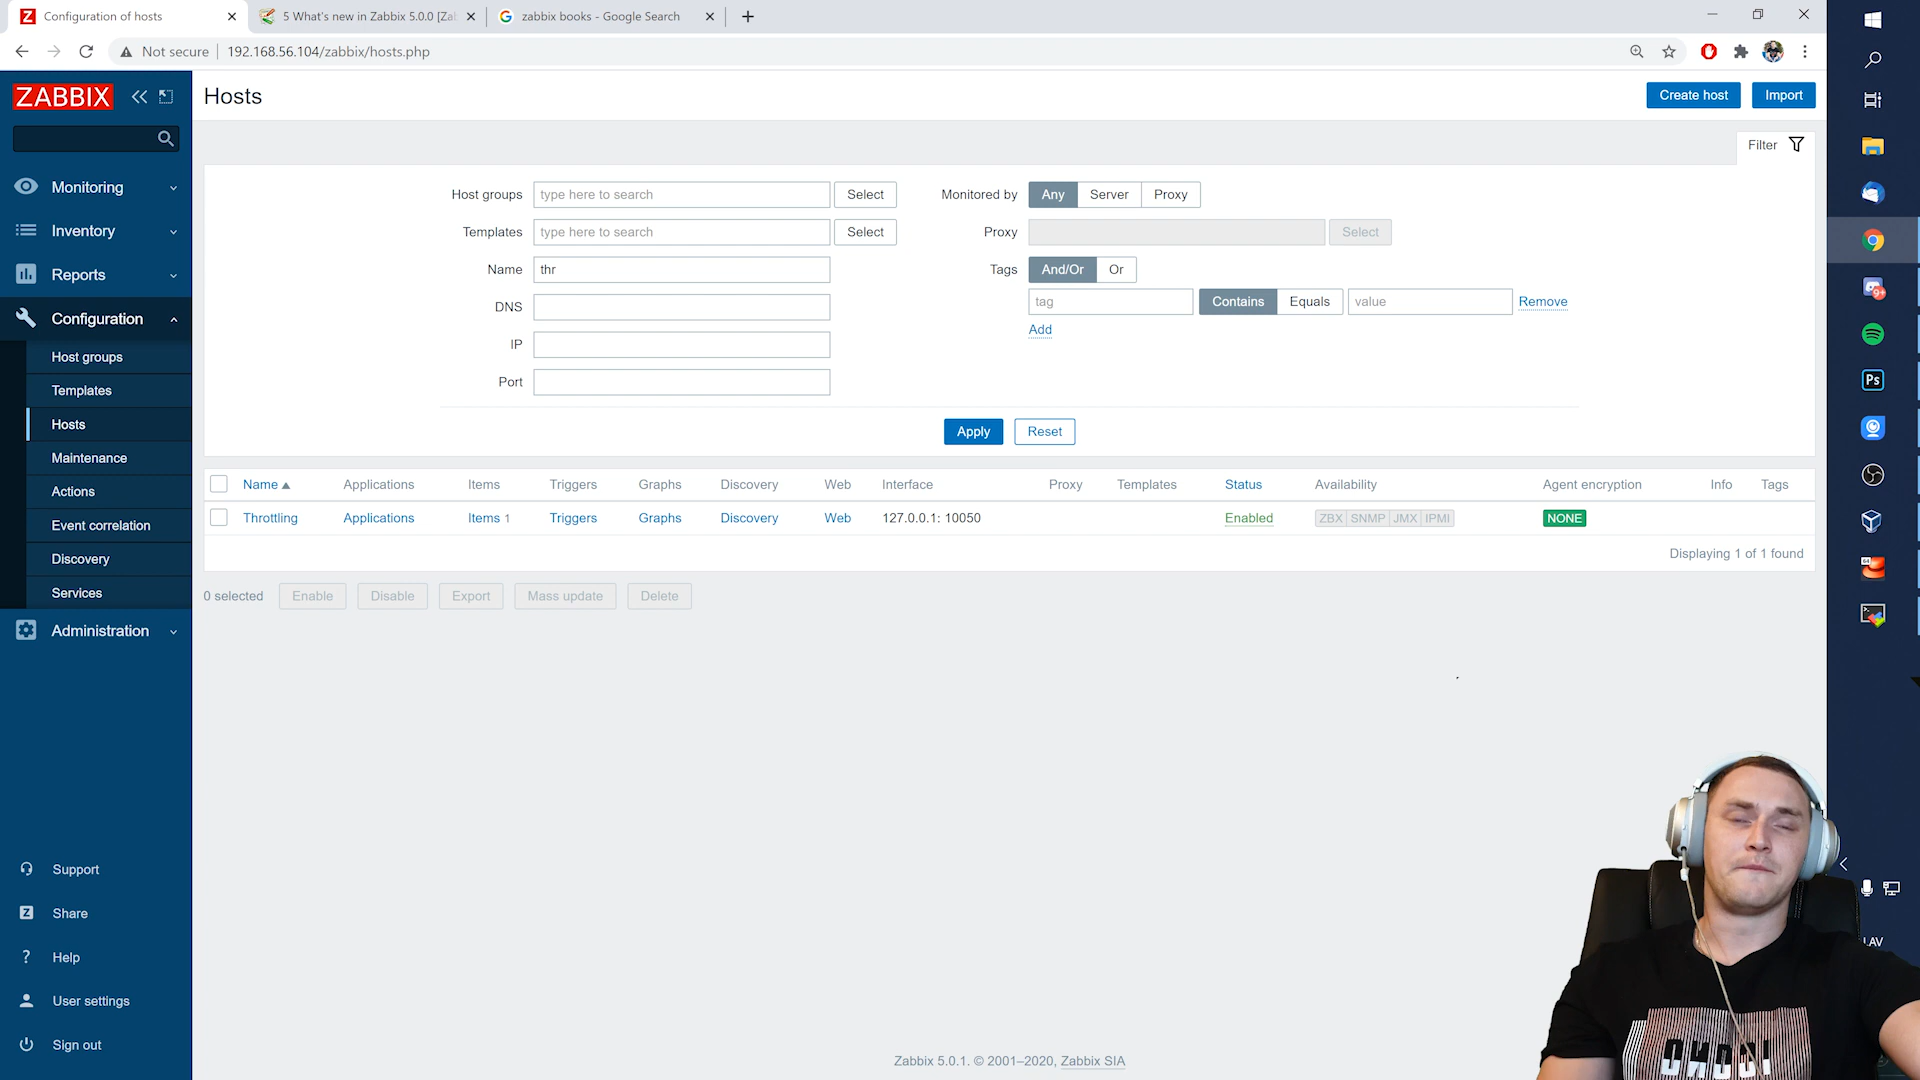 Configuration of hosts
5 What's new in Zabbix 5.0.0 [Zab
zabbix books - Google Search
Not secure
192.168.56.104/zabbix/hosts.php
ZABBIX
Hosts
Create host
Import
Filter
Monitoring
Inventory
Reports
Configuration
Host groups
Templates
Hosts
Maintenance
Actions
Event correlation
Discovery
Services
Administration
Support
Share
Help
User settings
Sign out
Host groups
type here to search
Select
Templates
type here to search
Select
Name
thr
DNS
IP
Port
Monitored by
Any
Server
Proxy
Proxy
Select
Tags
And/Or
Or
tag
Contains
Equals
value
Remove
Add
Apply
Reset
Name
Applications
Items
Triggers
Graphs
Discovery
Web
Interface
Proxy
Templates
Status
Availability
Agent encryption
Info
Tags
Throttling
Applications
Items 1
Triggers
Graphs
Discovery
Web
127.0.0.1: 10050
Enabled
ZBX
SNMP
JMX
IPMI
NONE
Displaying 1 of 1 found
0 selected
Enable
Disable
Export
Mass update
Delete
Zabbix 5.0.1. © 2001–2020, Zabbix SIA
Ps
9+
64
LAV